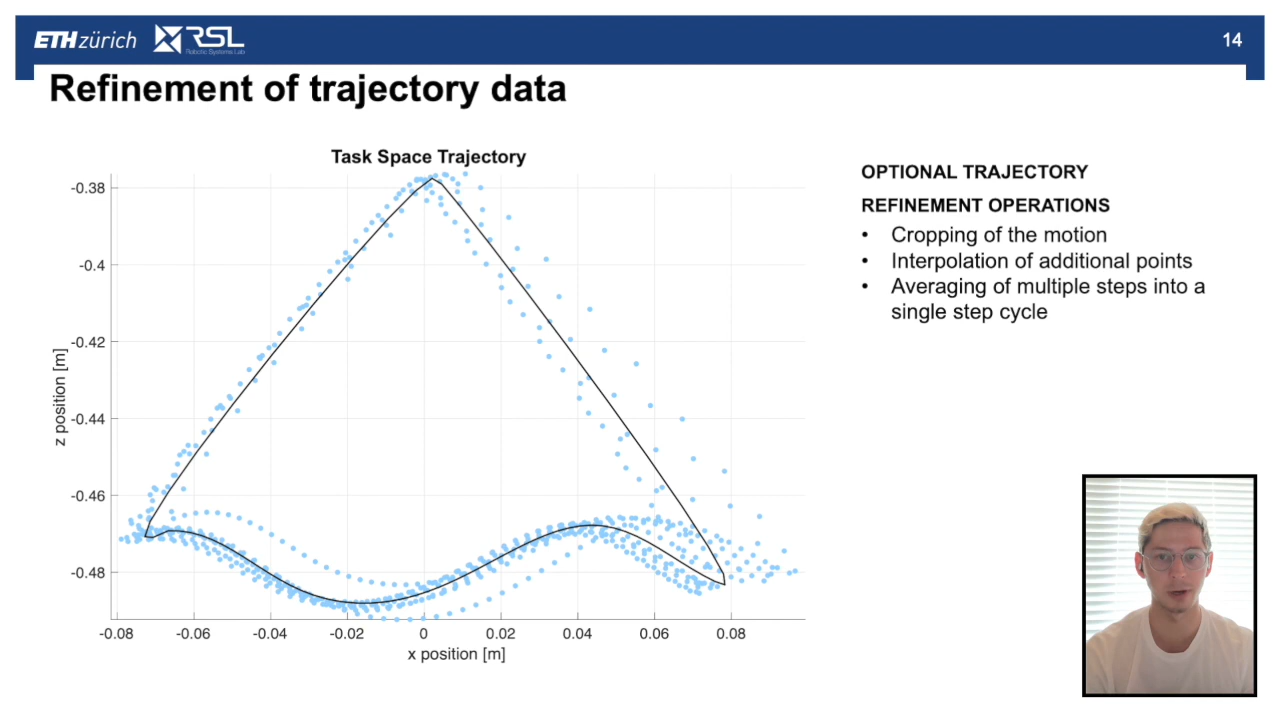 ETH zürich RSL Robotic Systems Lab 14
Refinement of trajectory data
Task Space Trajectory
-0.38
-0.4
-0.42
-0.44
-0.46
-0.48
z position [m]
-0.08 -0.06 -0.04 -0.02 0 0.02 0.04 0.06 0.08
x position [m]
OPTIONAL TRAJECTORY
REFINEMENT OPERATIONS
• Cropping of the motion
• Interpolation of additional points
• Averaging of multiple steps into a
single step cycle